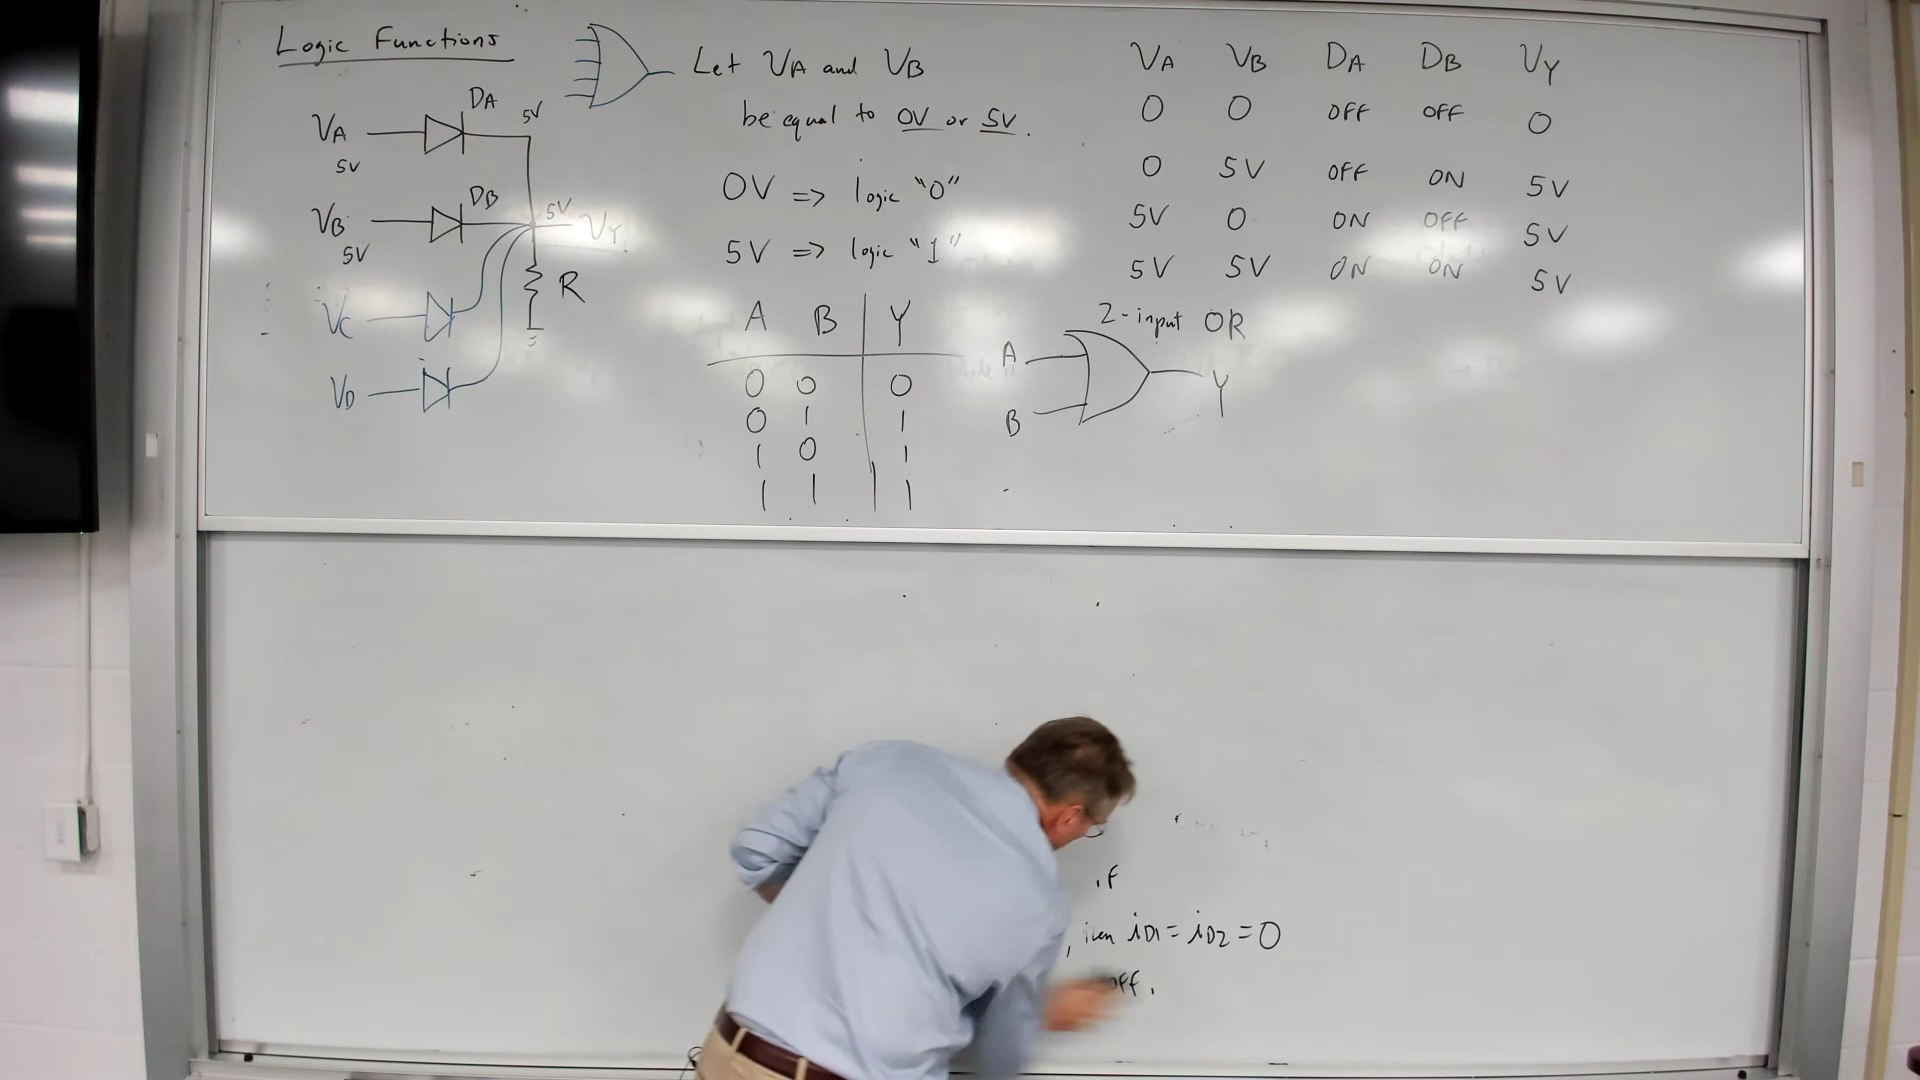 Logic Functions
VA
5V
DA
5V
VB
5V
DB
5V
VY
R
VC
VD
Let VA and VB
be equal to 0V or 5V.
0V => logic "0"
5V => logic "1"
A B Y
0 0 0
0 1 1
1 0 1
1 1 1
VA VB DA DB VY
0 0 OFF OFF 0
0 5V OFF ON 5V
5V 0 ON OFF 5V
5V 5V ON ON 5V
2-input OR
A
B
Y
iD1 = iD2 = 0
off.